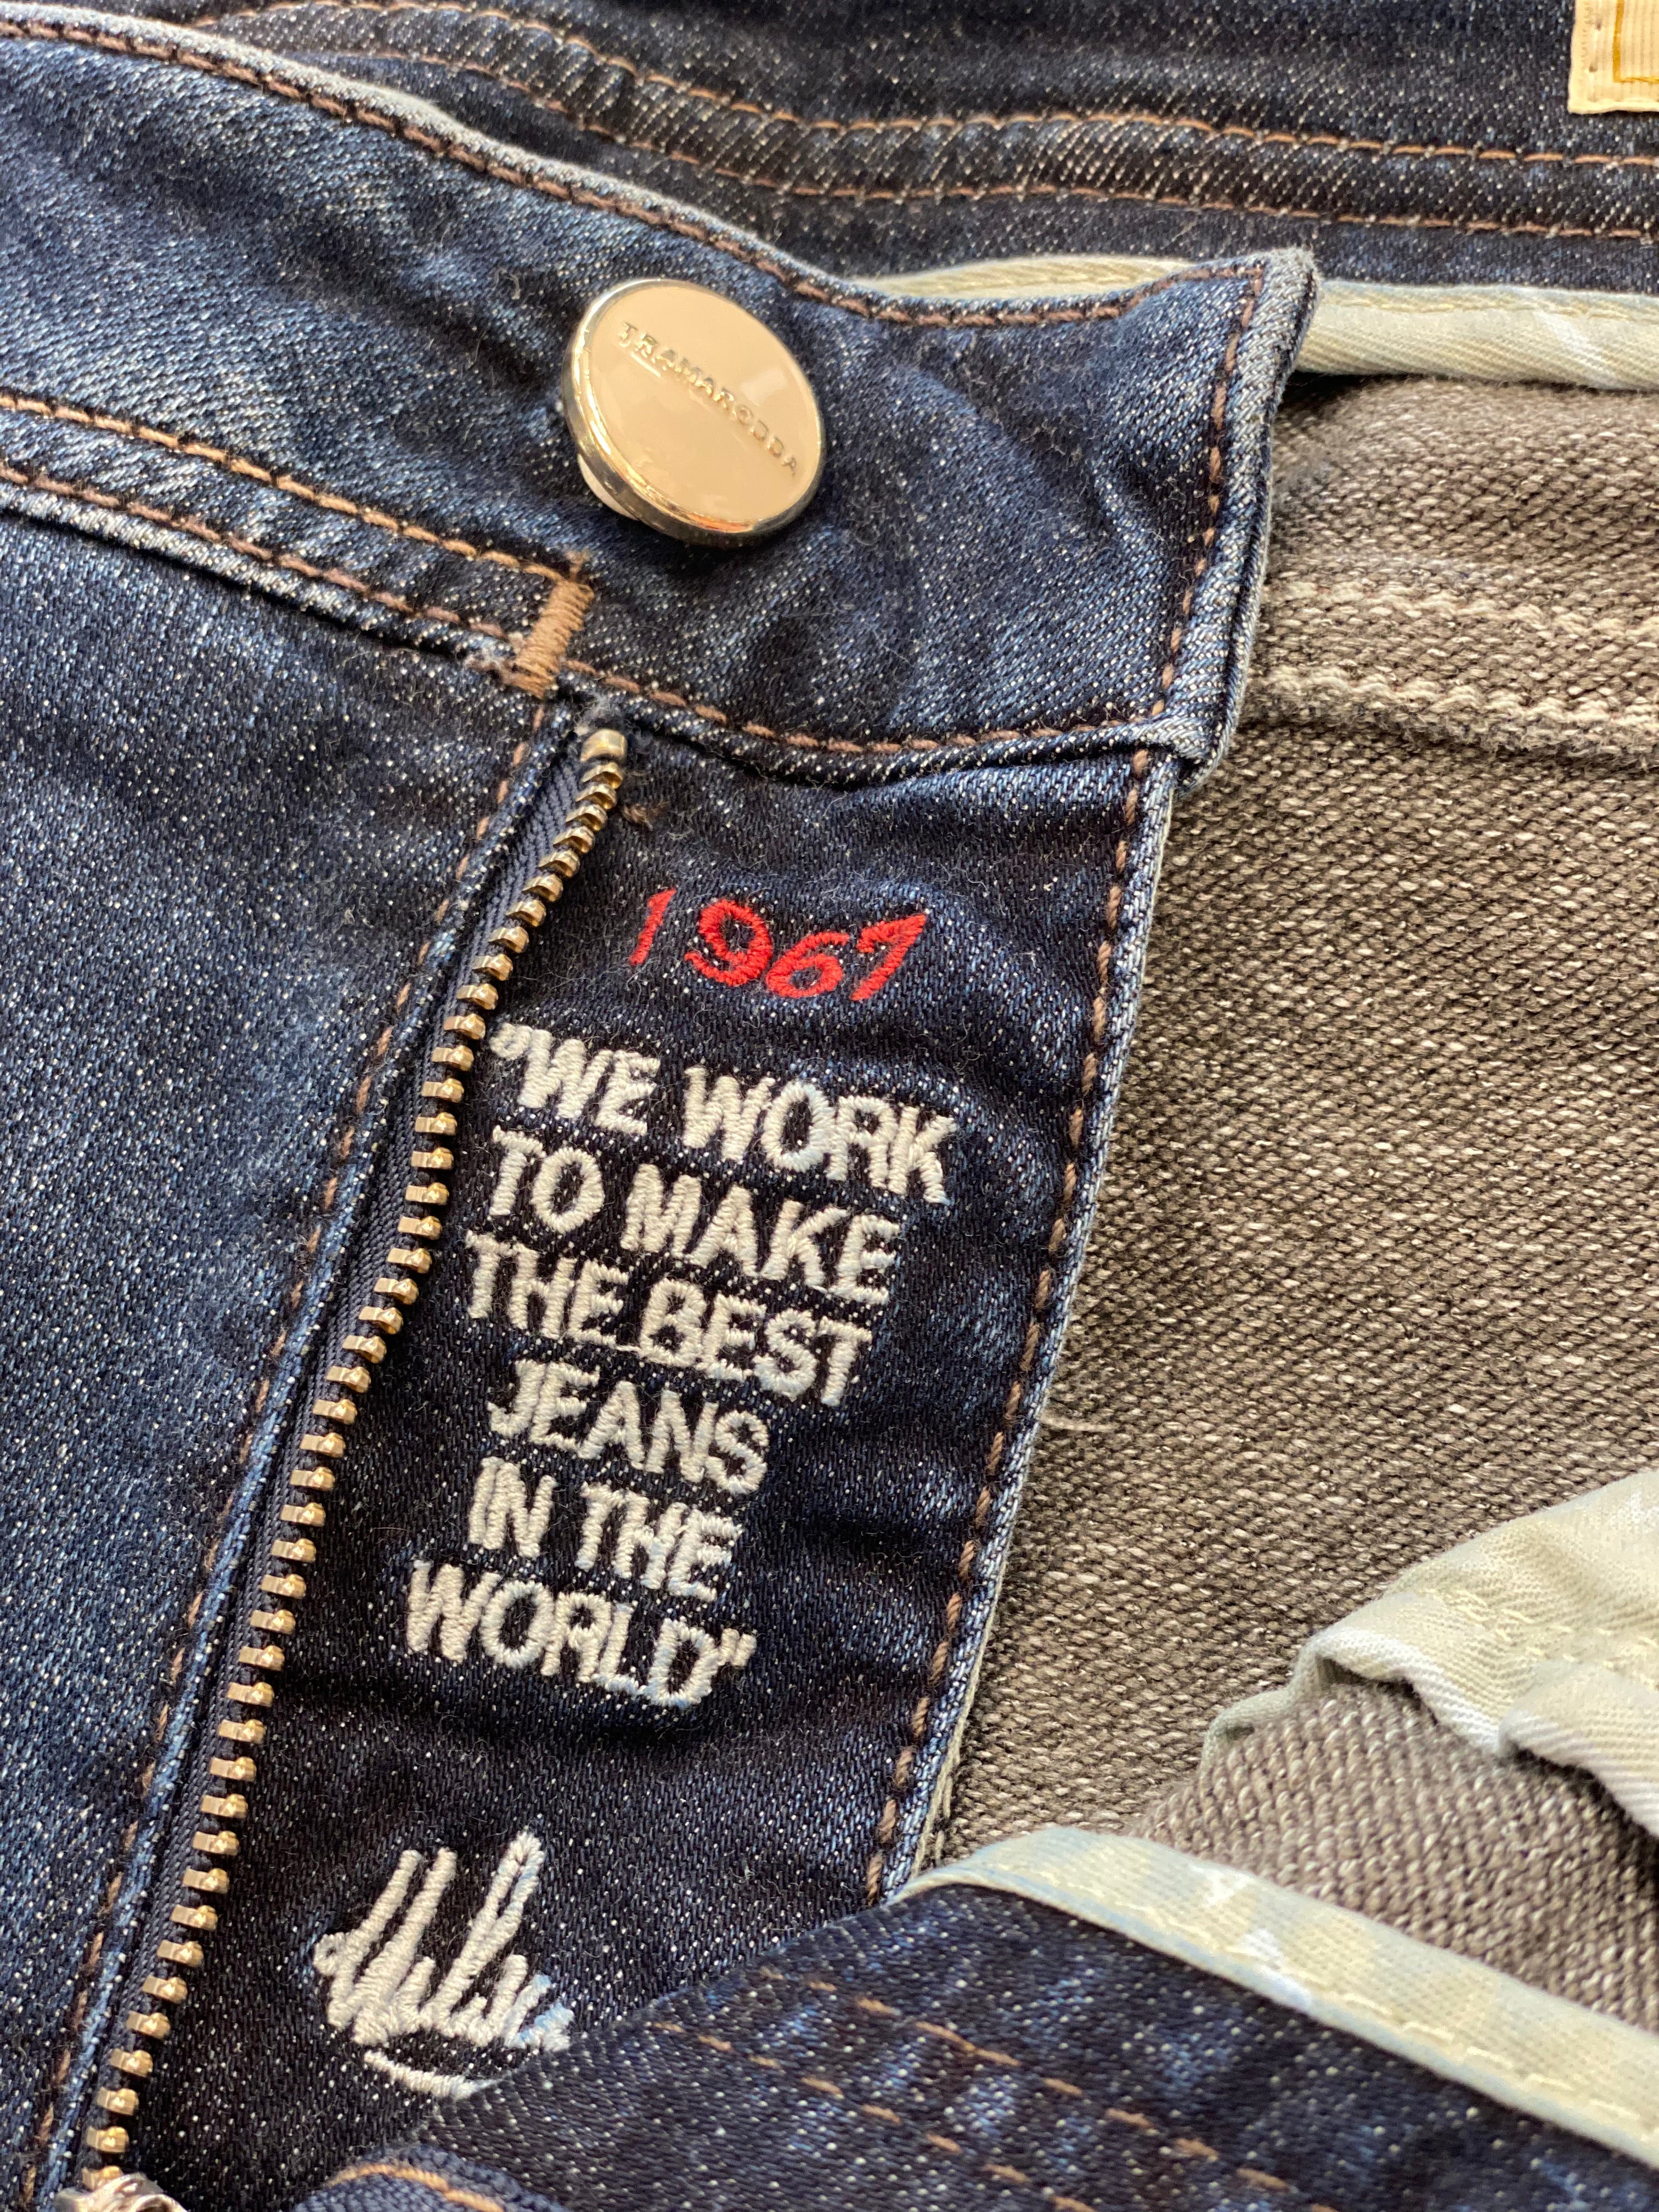 TRAMAROSSA
1967
"WE WORK
TO MAKE
THE BEST
JEANS
IN THE
WORLD"